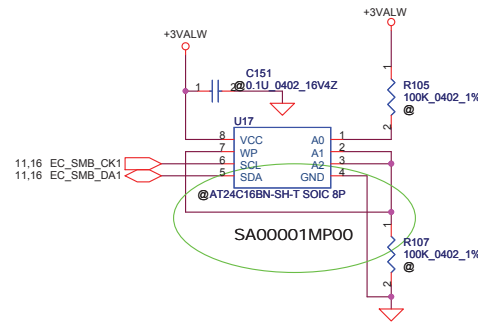 +3VALW
+3VALW
C151
1 2 @0.1U_0402_16V4Z
1
R105
100K_0402_1%
@
2
U17
8 VCC A0 1
7 WP A1 2
11,16 EC_SMB_CK1 6 SCL A2 3
11,16 EC_SMB_DA1 5 SDA GND 4
@AT24C16BN-SH-T SOIC 8P
SA00001MP00
1
R107
100K_0402_1%
@
2